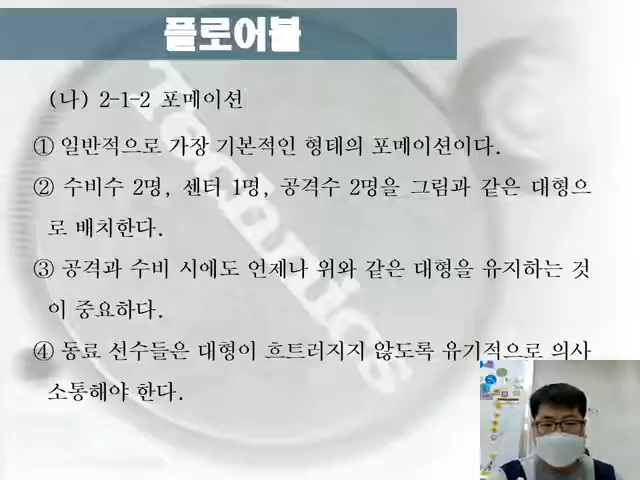 플로어볼
(나) 2-1-2 포메이션
① 일반적으로 가장 기본적인 형태의 포메이션이다.
② 수비수 2명, 센터 1명, 공격수 2명을 그림과 같은 대형으
로 배치한다.
③ 공격과 수비 시에도 언제나 위와 같은 대형을 유지하는 것
이 중요하다.
④ 동료 선수들은 대형이 흐트러지지 않도록 유기적으로 의사
소통해야 한다.
Technics